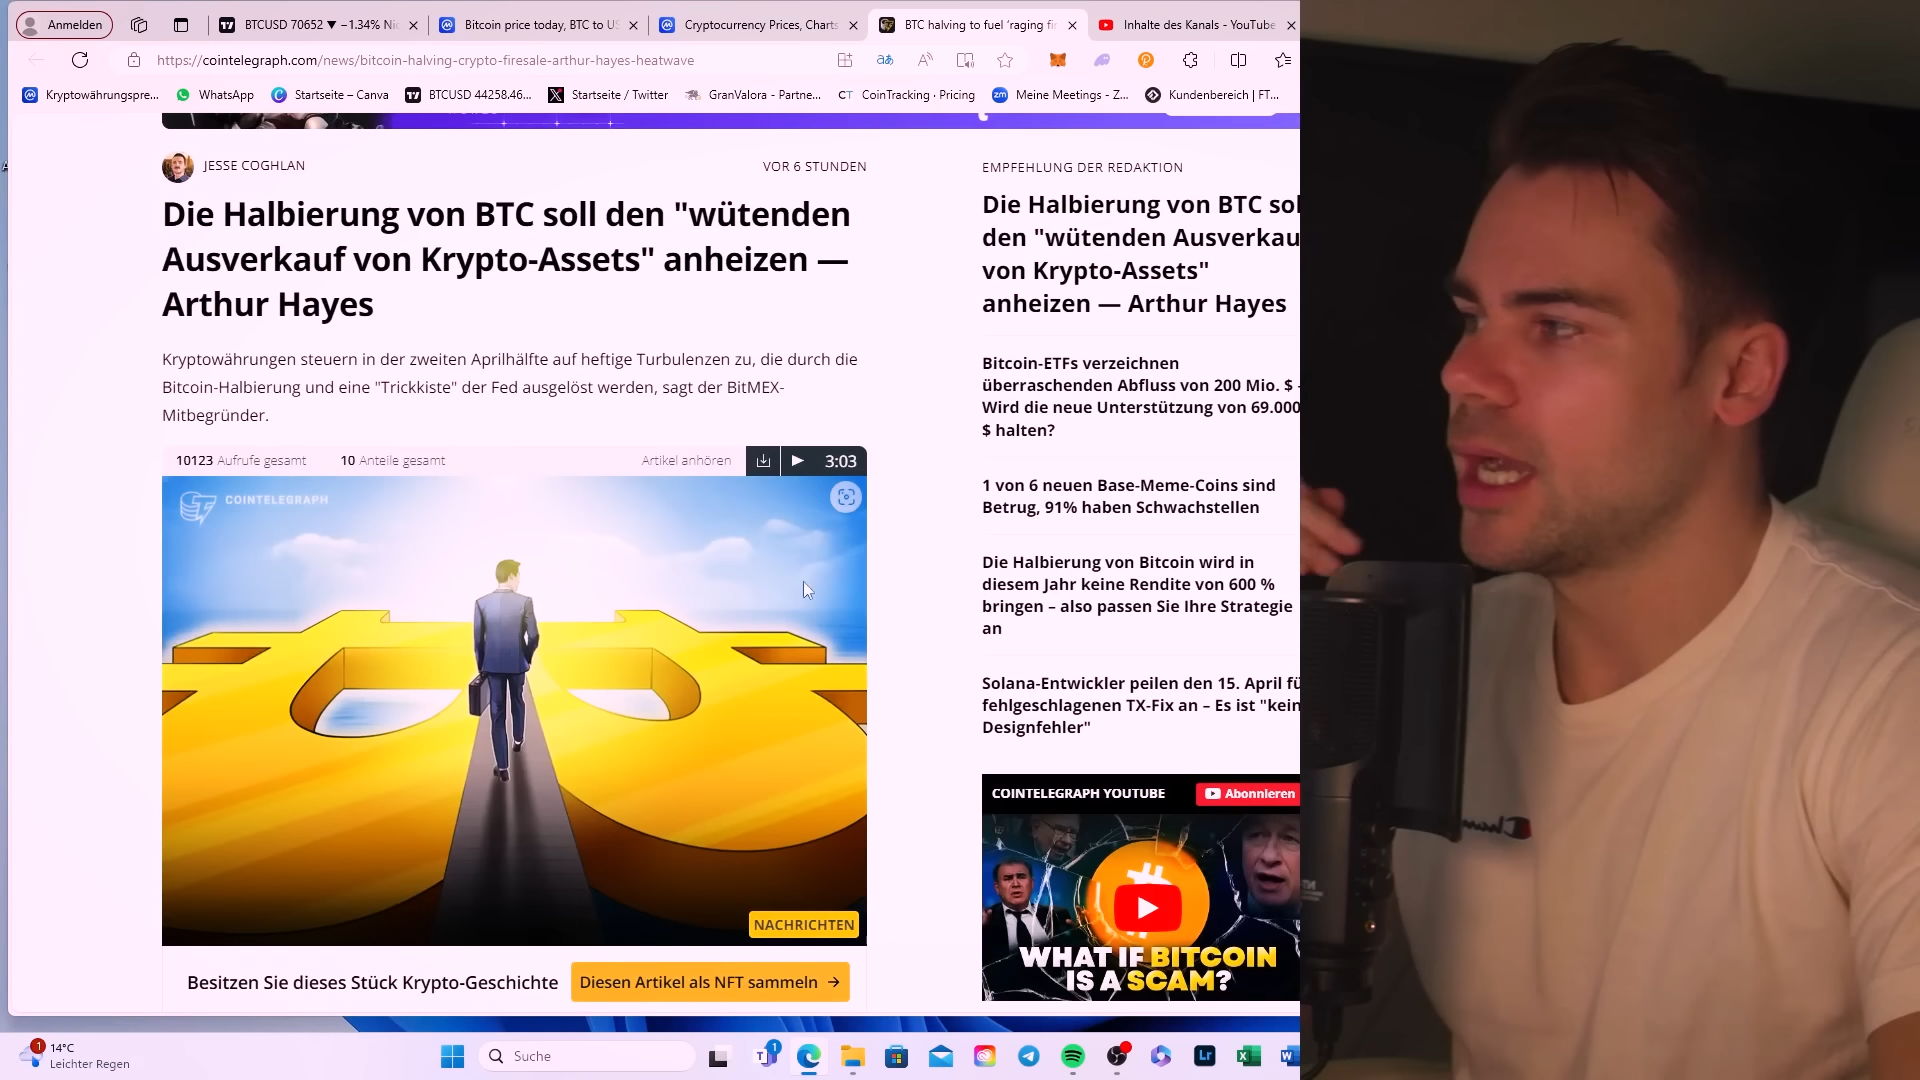 Anmelden
BTCUSD 70652 ▼ −1.34% Nic
Bitcoin price today, BTC to US
Cryptocurrency Prices, Charts
BTC halving to fuel 'raging fir
Inhalte des Kanals - YouTube
https://cointelegraph.com/news/bitcoin-halving-crypto-firesale-arthur-hayes-heatwave
Kryptowährungspre...
WhatsApp
Startseite – Canva
BTCUSD 44258.46...
Startseite / Twitter
GranValora - Partne...
CoinTracking · Pricing
Meine Meetings - Z...
Kundenbereich | FT...
JESSE COGHLAN
VOR 6 STUNDEN
Die Halbierung von BTC soll den "wütenden
Ausverkauf von Krypto-Assets" anheizen —
Arthur Hayes
Kryptowährungen steuern in der zweiten Aprilhälfte auf heftige Turbulenzen zu, die durch die
Bitcoin-Halbierung und eine "Trickkiste" der Fed ausgelöst werden, sagt der BitMEX-
Mitbegründer.
10123 Aufrufe gesamt
10 Anteile gesamt
Artikel anhören
3:03
COINTELEGRAPH
NACHRICHTEN
Besitzen Sie dieses Stück Krypto-Geschichte
Diesen Artikel als NFT sammeln →
EMPFEHLUNG DER REDAKTION
Die Halbierung von BTC sol
den "wütenden Ausverkau
von Krypto-Assets"
anheizen — Arthur Hayes
Bitcoin-ETFs verzeichnen
überraschenden Abfluss von 200 Mio. $ -
Wird die neue Unterstützung von 69.000
$ halten?
1 von 6 neuen Base-Meme-Coins sind
Betrug, 91% haben Schwachstellen
Die Halbierung von Bitcoin wird in
diesem Jahr keine Rendite von 600 %
bringen – also passen Sie Ihre Strategie
an
Solana-Entwickler peilen den 15. April fü
fehlgeschlagenen TX-Fix an – Es ist "kein
Designfehler"
COINTELEGRAPH YOUTUBE
Abonnieren
WHAT IF BITCOIN
IS A SCAM?
14°C
Leichter Regen
Suche